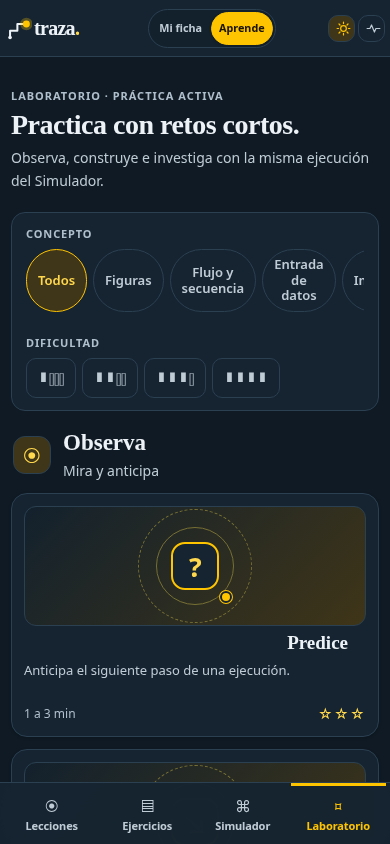 traza.
Mi ficha
Aprende
LABORATORIO · PRÁCTICA ACTIVA
Practica con retos cortos.
Observa, construye e investiga con la misma ejecución
del Simulador.
CONCEPTO
Todos
Figuras
Flujo y
secuencia
Entrada
de
datos
DIFICULTAD
Observa
Mira y anticipa
?
Predice
Anticipa el siguiente paso de una ejecución.
1 a 3 min
☆☆☆
Lecciones
Ejercicios
Simulador
Laboratorio